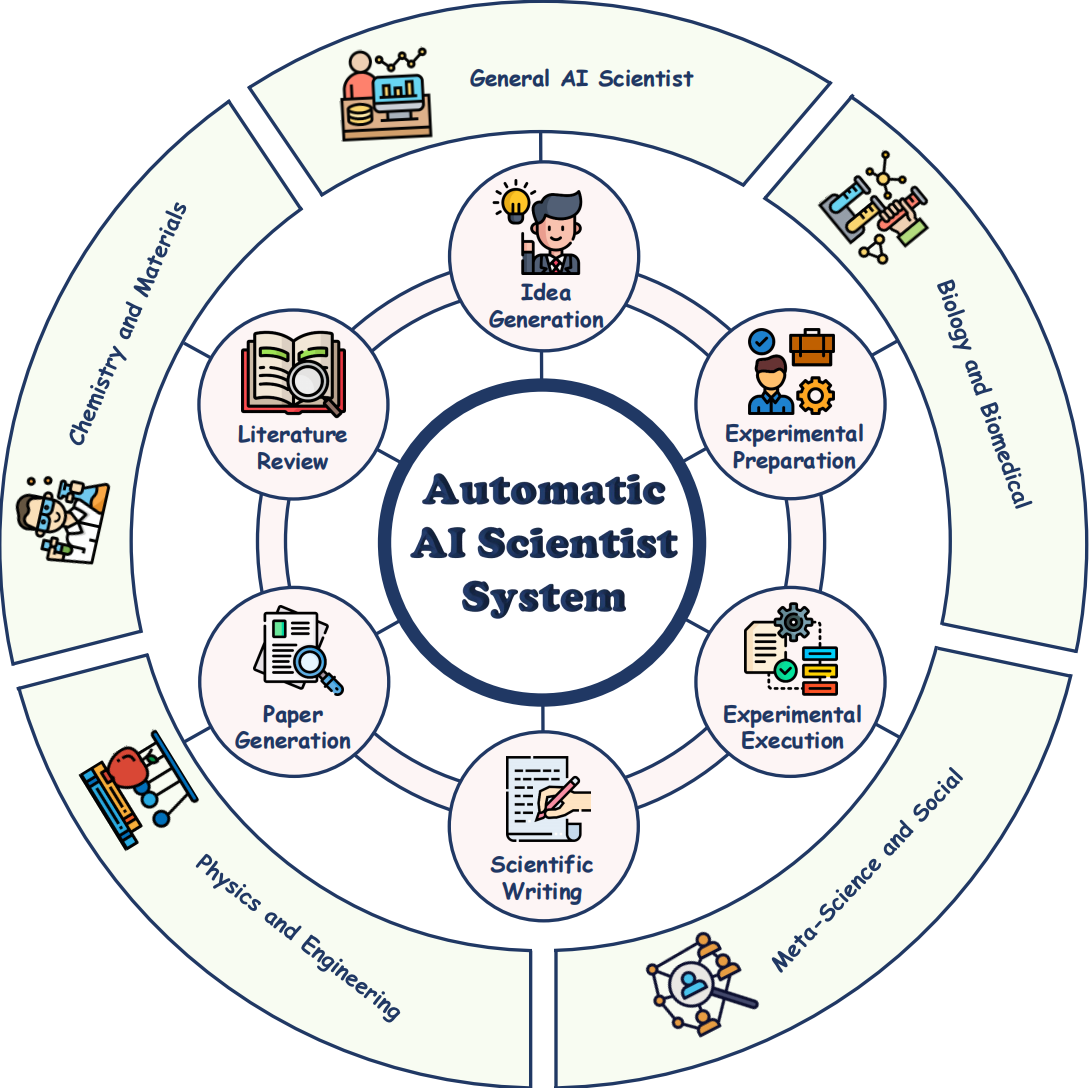 General AI Scientist
Biology and Biomedical
Meta-Science and Social
Physics and Engineering
Chemistry and Materials
Idea
Generation
Experimental
Preparation
Experimental
Execution
Scientific
Writing
Paper
Generation
Literature
Review
Automatic
AI Scientist
System